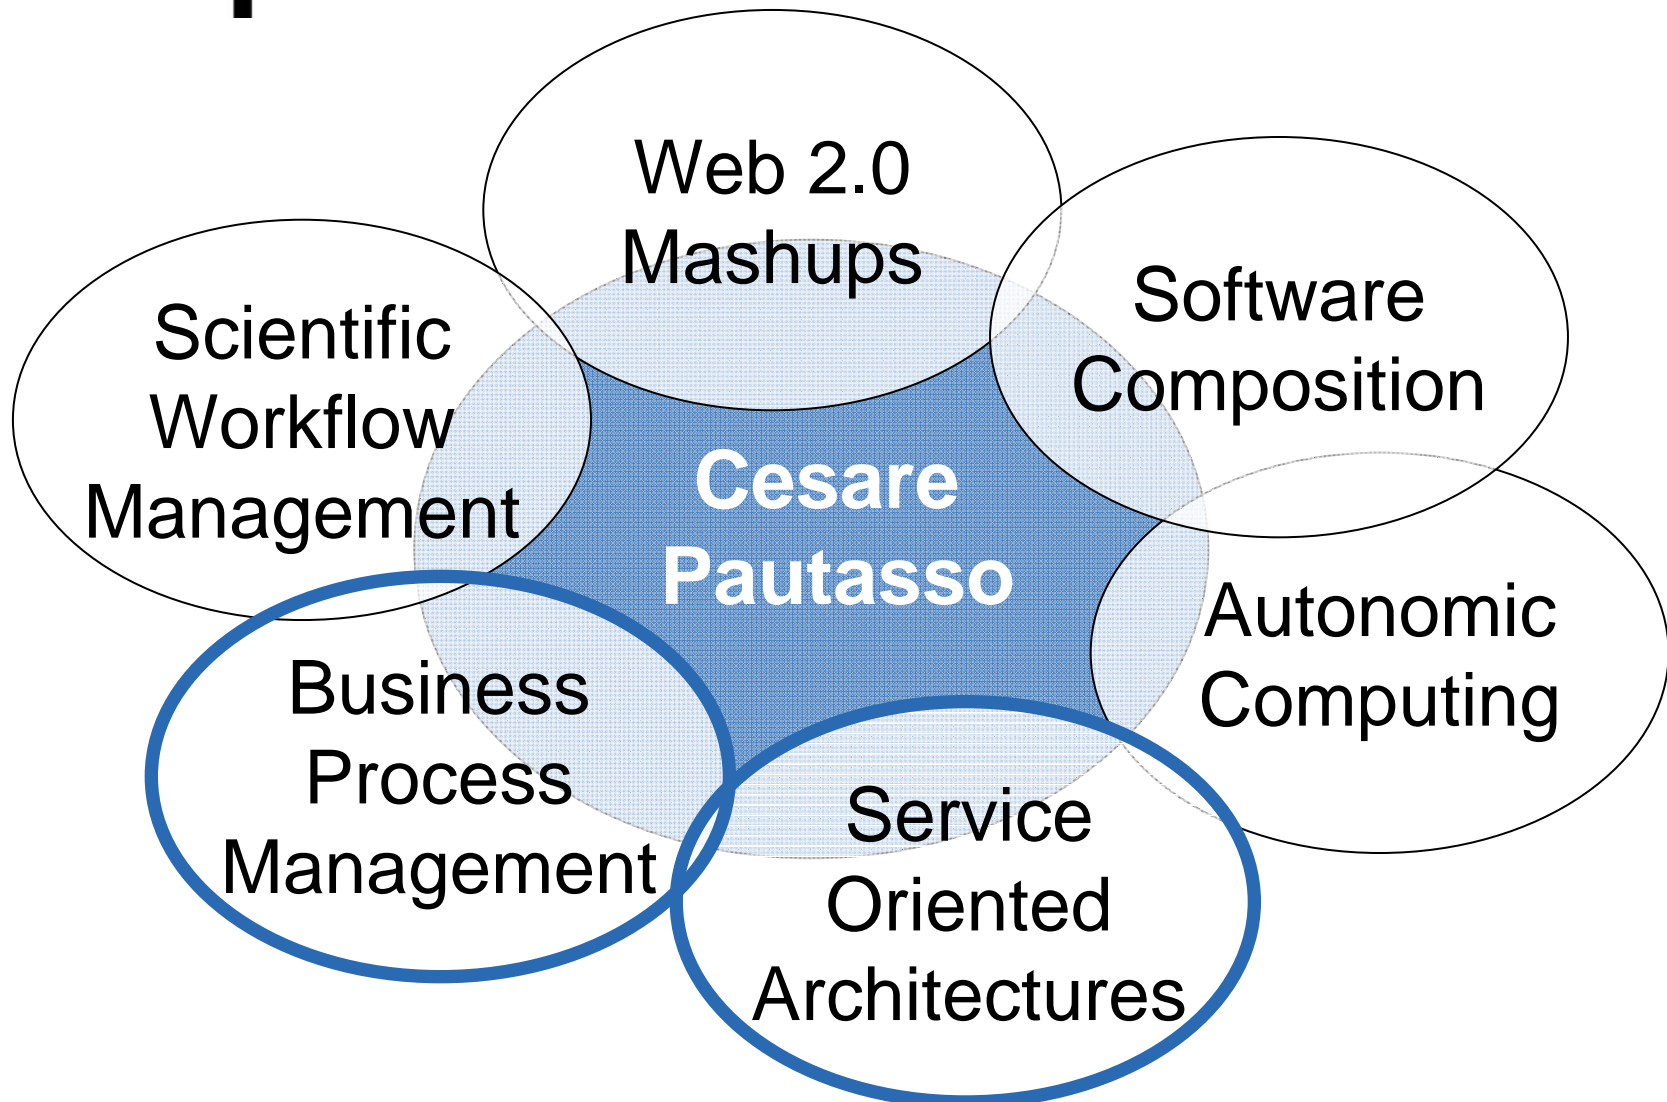 Web 2.0
Mashups
Software
Composition
Scientific
Workflow
Management
Cesare
Pautasso
Autonomic
Computing
Business
Process
Management
Service
Oriented
Architectures